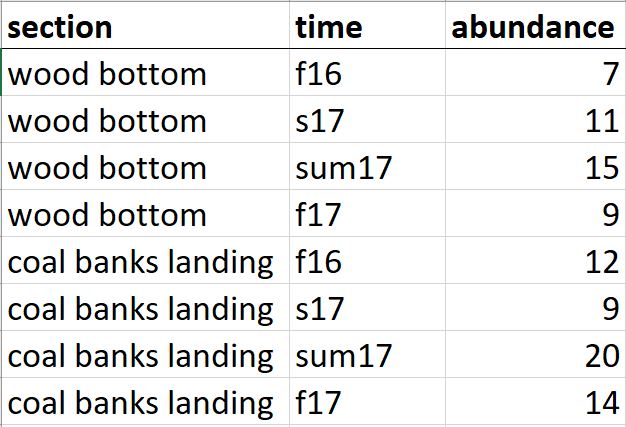 section time abundance
wood bottom f16 7
wood bottom s17 11
wood bottom sum17 15
wood bottom f17 9
coal banks landing f16 12
coal banks landing s17 9
coal banks landing sum17 20
coal banks landing f17 14